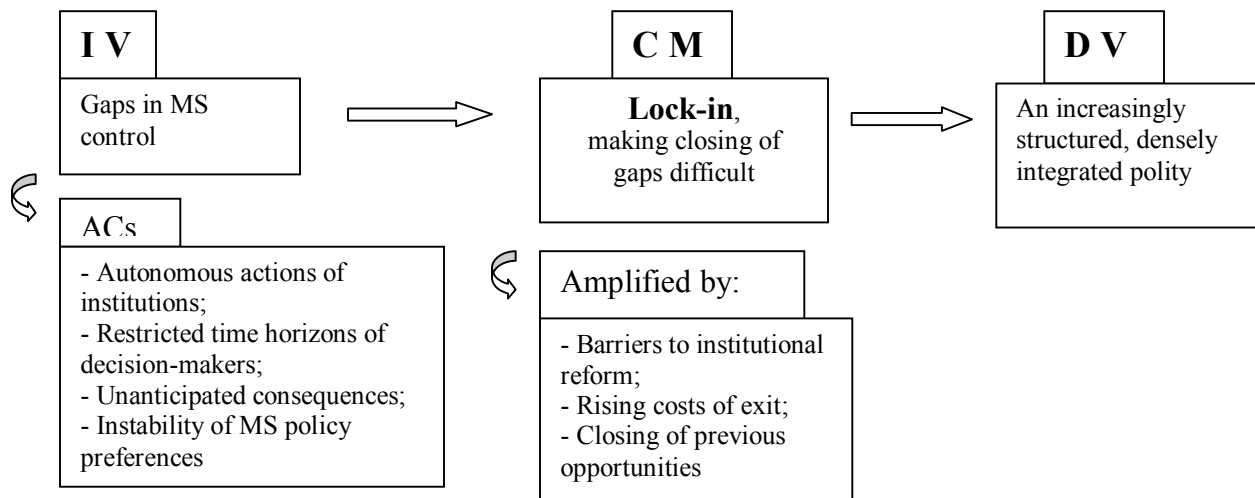 I V
Gaps in MS
control
ACs
- Autonomous actions of
institutions;
- Restricted time horizons of
decision-makers;
- Unanticipated consequences;
- Instability of MS policy
preferences
C M
Lock-in,
making closing of
gaps difficult
Amplified by:
- Barriers to institutional
reform;
- Rising costs of exit;
- Closing of previous
opportunities
D V
An increasingly
structured, densely
integrated polity